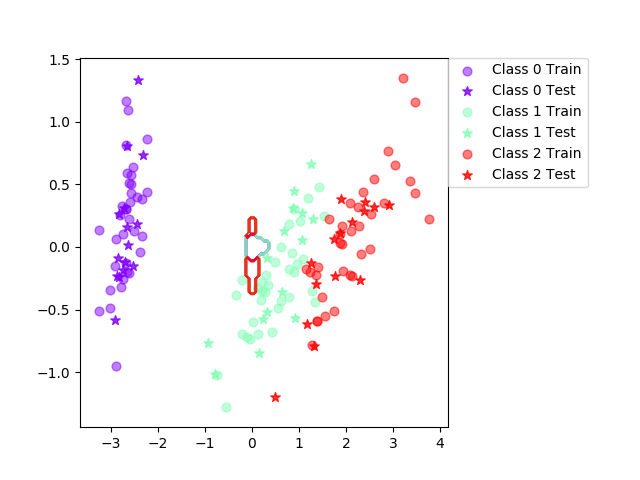 1.5
1.0
0.5
0.0
−0.5
−1.0
−3 −2 −1 0 1 2 3 4
Class 0 Train
Class 0 Test
Class 1 Train
Class 1 Test
Class 2 Train
Class 2 Test